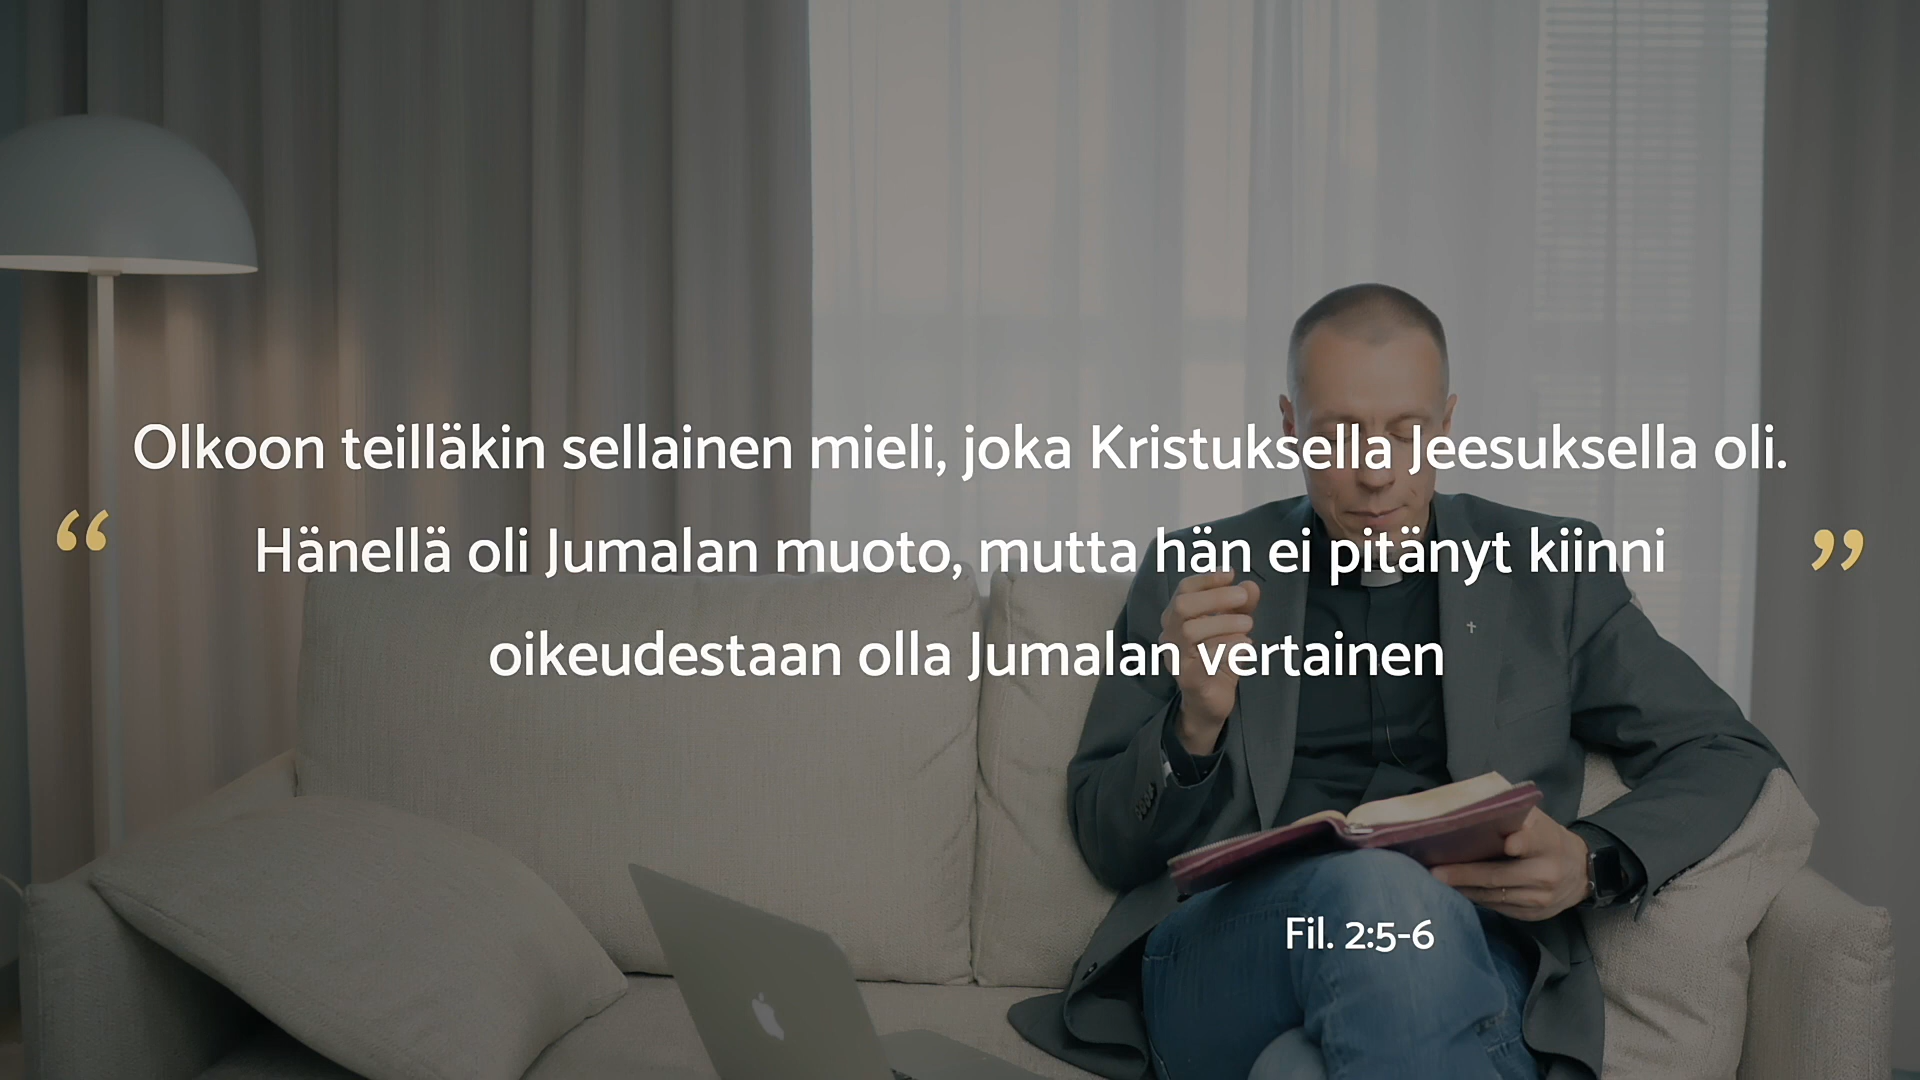 Olkoon teilläkin sellainen mieli, joka Kristuksella Jeesuksella oli.
“ Hänellä oli Jumalan muoto, mutta hän ei pitänyt kiinni ”
oikeudestaan olla Jumalan vertainen
Fil. 2:5-6